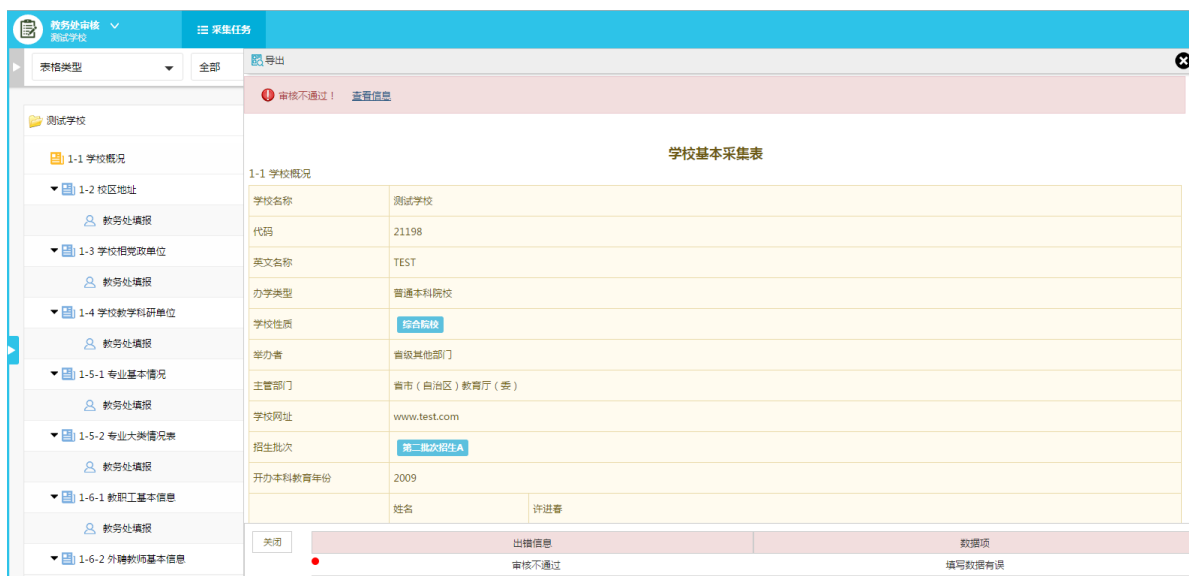 教务处审核
测试学校
采集任务
表格类型
全部
导出
审核不通过！ 查看信息
测试学校
1-1 学校概况
1-2 校区地址
教务处填报
1-3 学校相党政单位
教务处填报
1-4 学校教学科研单位
教务处填报
1-5-1 专业基本情况
教务处填报
1-5-2 专业大类情况表
教务处填报
1-6-1 教职工基本信息
教务处填报
1-6-2 外聘教师基本信息
学校基本采集表
1-1 学校概况
学校名称 测试学校
代码 21198
英文名称 TEST
办学类型 普通本科院校
学校性质 综合院校
举办者 省级其他部门
主管部门 省市（自治区）教育厅（委）
学校网址 www.test.com
招生批次 第二批次招生A
开办本科教育年份 2009
姓名 许进春
关闭 出错信息 数据项
审核不通过 填写数据有误